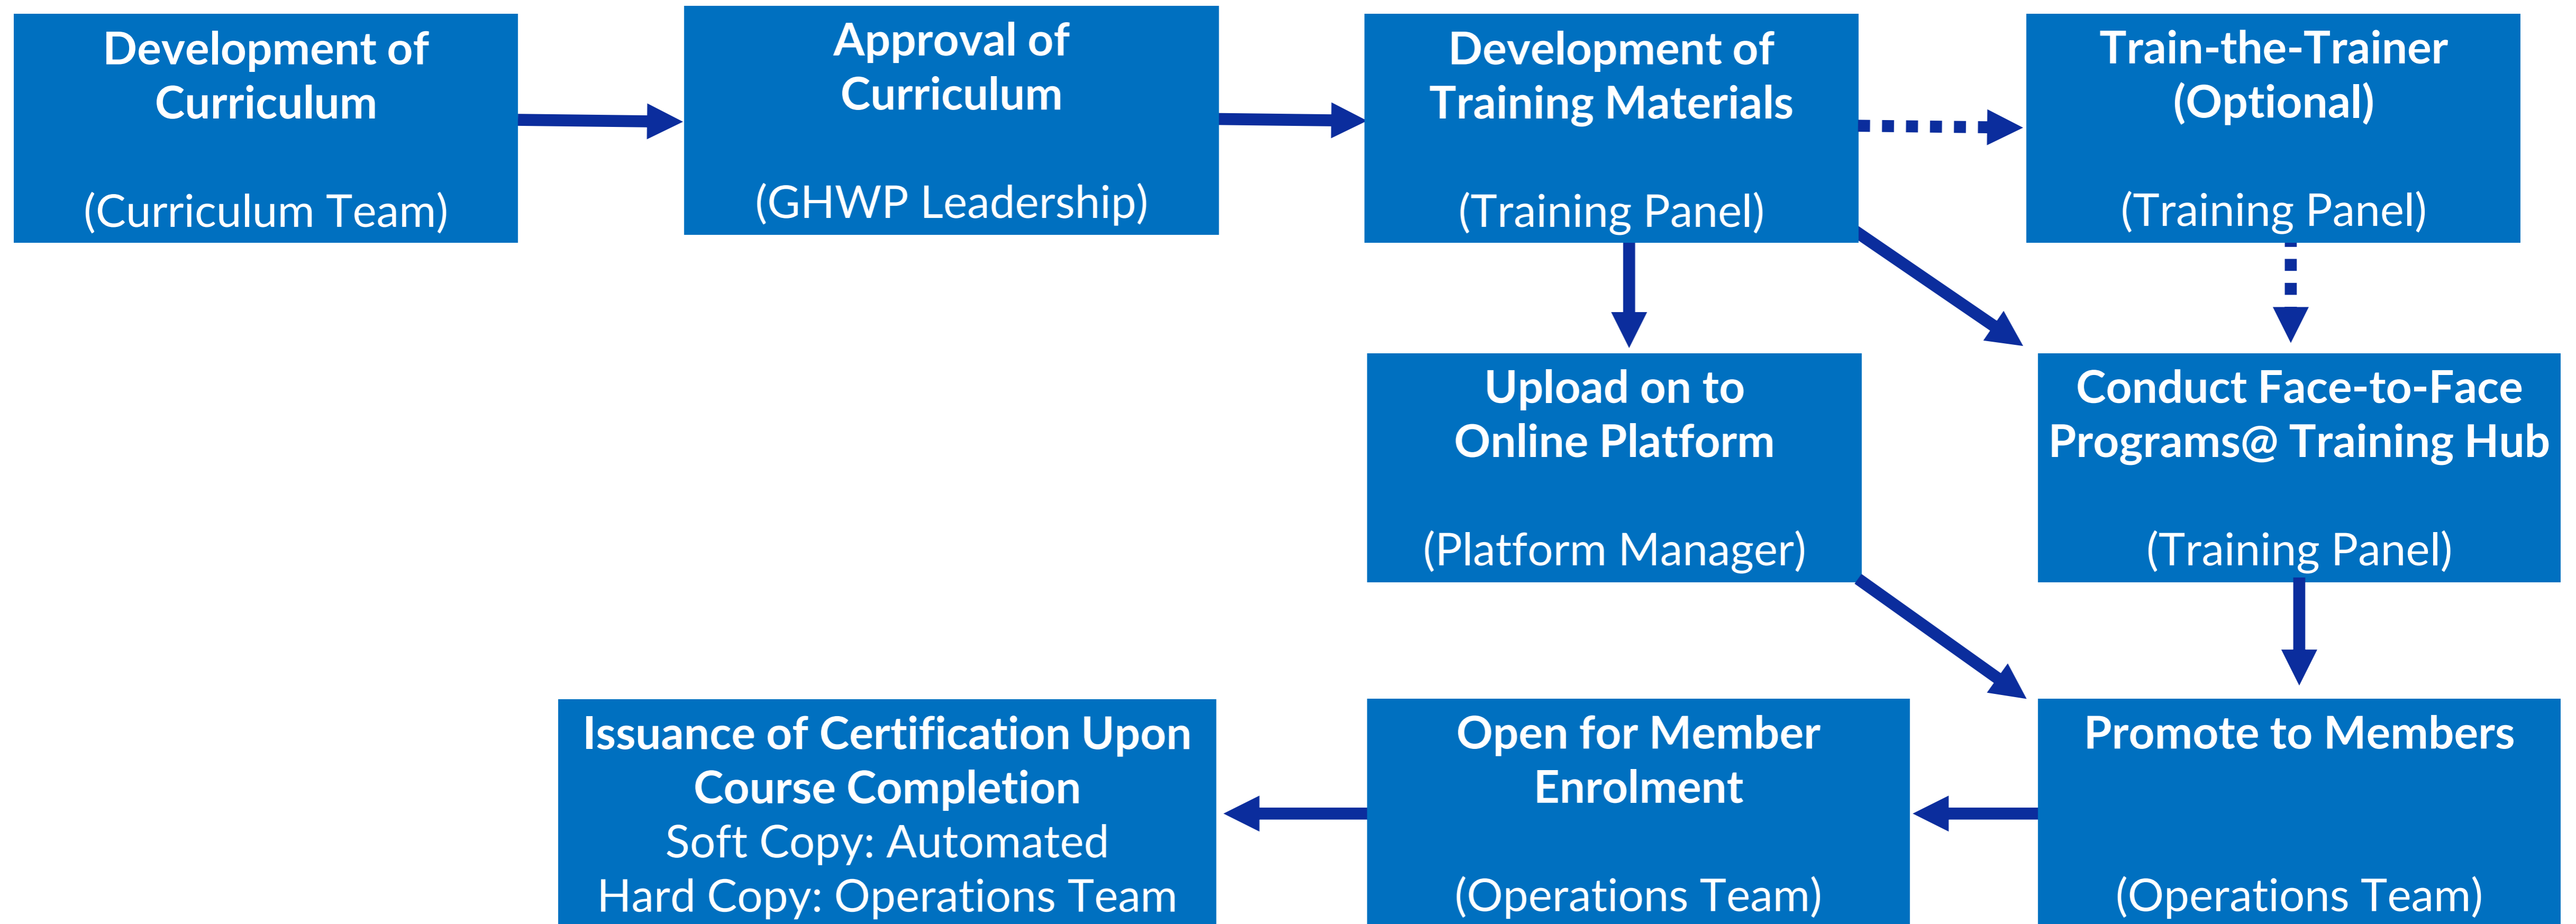 Development of
Curriculum
(Curriculum Team)
Approval of
Curriculum
(GHWP Leadership)
Development of
Training Materials
(Training Panel)
Train-the-Trainer
(Optional)
(Training Panel)
Upload on to
Online Platform
(Platform Manager)
Conduct Face-to-Face
Programs@ Training Hub
(Training Panel)
Issuance of Certification Upon
Course Completion
Soft Copy: Automated
Hard Copy: Operations Team
Open for Member
Enrolment
(Operations Team)
Promote to Members
(Operations Team)